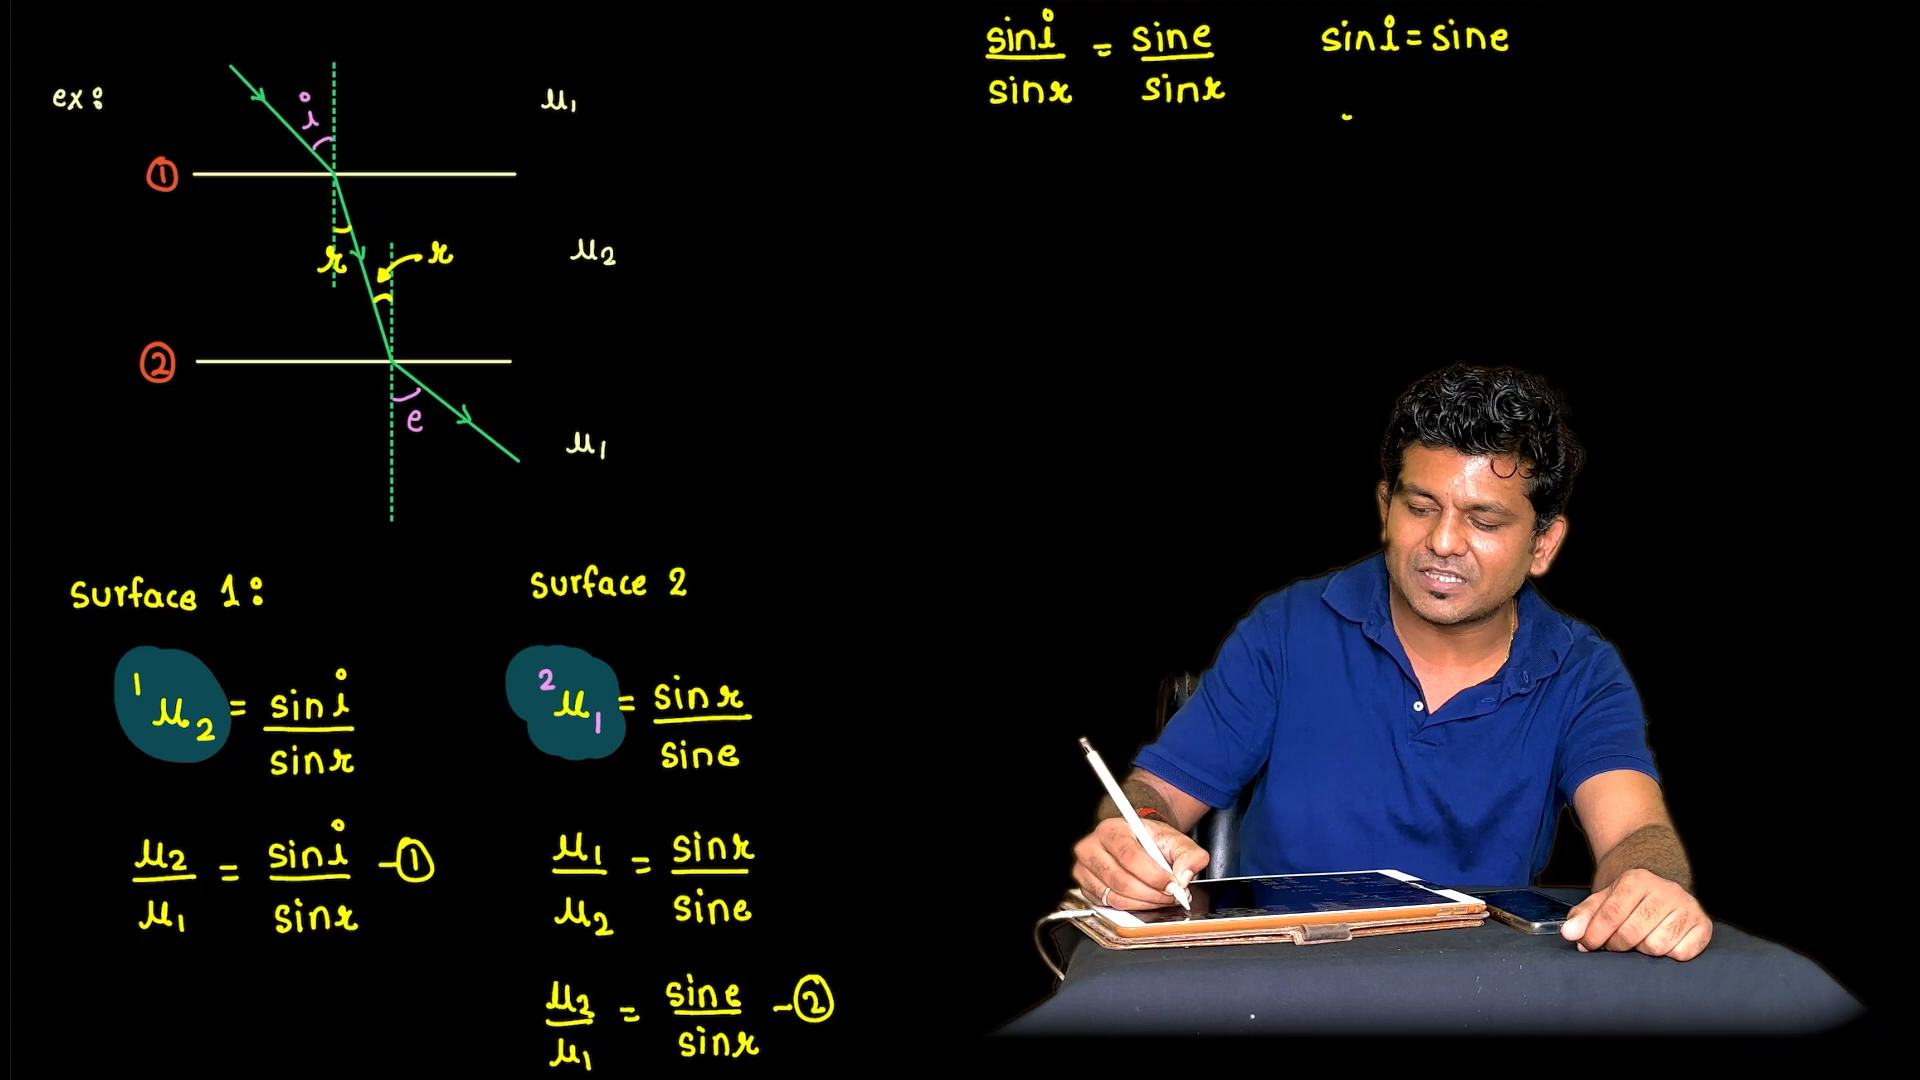 ex:
i
μ₁
①
r
r
μ₂
②
e
μ₁
surface 1:
¹μ₂ = sin i / sin r
μ₂ / μ₁ = sin i / sin r -①
surface 2
²μ₁ = sin r / sin e
μ₁ / μ₂ = sin r / sin e
μ₂ / μ₁ = sin e / sin r -②
sin i / sin r = sin e / sin r
sin i = sin e